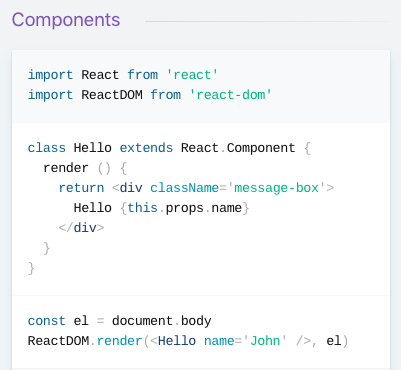 Components
import React from 'react'
import ReactDOM from 'react-dom'
class Hello extends React.Component {
  render () {
    return <div className='message-box'>
      Hello {this.props.name}
    </div>
  }
}
const el = document.body
ReactDOM.render(<Hello name='John' />, el)